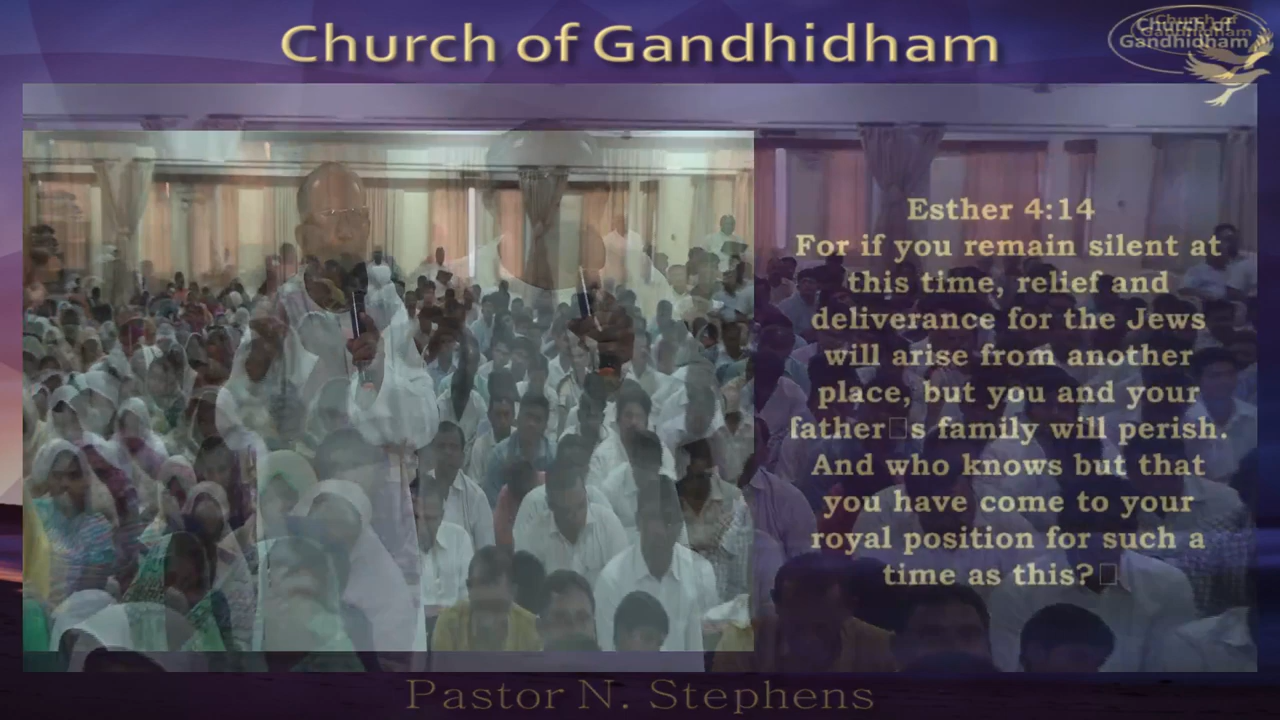 Church of Gandhidham
Church of
Gandhidham
Esther 4:14
For if you remain silent at
this time, relief and
deliverance for the Jews
will arise from another
place, but you and your
father□s family will perish.
And who knows but that
you have come to your
royal position for such a
time as this?□
Pastor N. Stephens